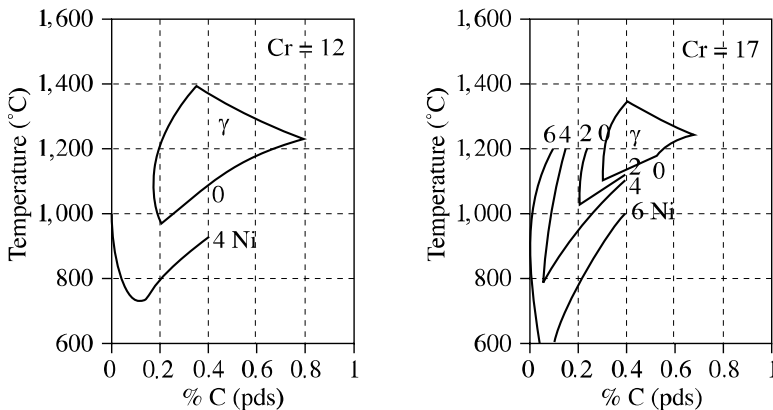 1,600
Cr = 12
1,400
γ
1,200
0
1,000
4 Ni
800
600
0 0.2 0.4 0.6 0.8 1
% C (pds)
Temperature (°C)
1,600
Cr = 17
1,400
6 4 2 0
γ
1,200
2 0
4
1,000
6 Ni
800
600
0 0.2 0.4 0.6 0.8 1
% C (pds)
Temperature (°C)